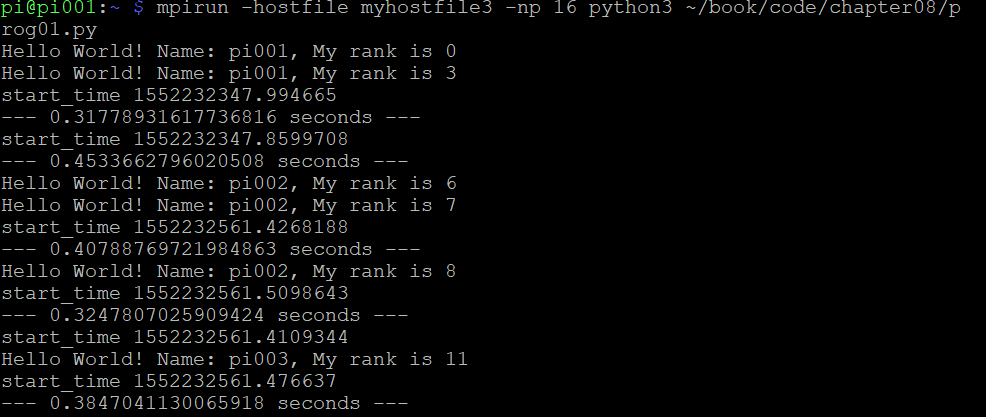 pi@pi001:~ $ mpirun -hostfile myhostfile3 -np 16 python3 ~/book/code/chapter08/p
rog01.py
Hello World! Name: pi001, My rank is 0
Hello World! Name: pi001, My rank is 3
start_time 1552232347.994665
--- 0.31778931617736816 seconds ---
start_time 1552232347.8599708
--- 0.4533662796020508 seconds ---
Hello World! Name: pi002, My rank is 6
Hello World! Name: pi002, My rank is 7
start_time 1552232561.4268188
--- 0.40788769721984863 seconds ---
Hello World! Name: pi002, My rank is 8
start_time 1552232561.5098643
--- 0.3247807025909424 seconds ---
start_time 1552232561.4109344
Hello World! Name: pi003, My rank is 11
start_time 1552232561.476637
--- 0.3847041130065918 seconds ---